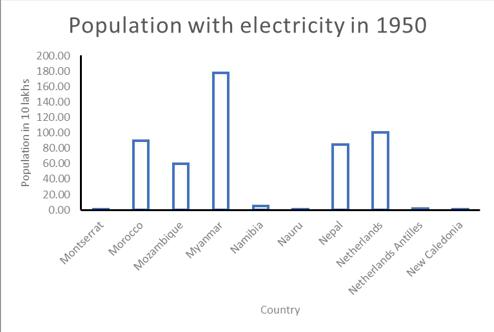 Population with electricity in 1950
Population in 10 lakhs
200.00
180.00
160.00
140.00
120.00
100.00
80.00
60.00
40.00
20.00
0.00
Montserrat
Morocco
Mozambique
Myanmar
Namibia
Nauru
Nepal
Netherlands
Netherlands Antilles
New Caledonia
Country